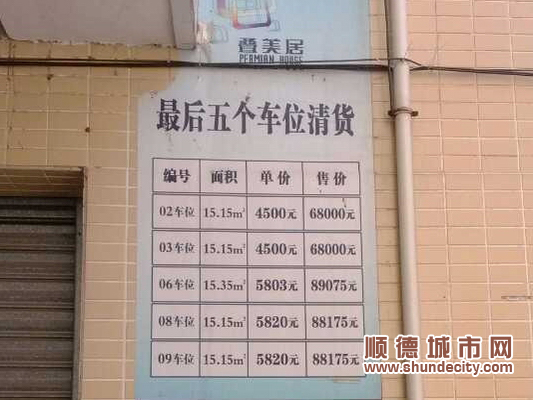 叠美居
PERMIAN HOUSE
最后五个车位清货
编号 面积 单价 售价
02车位 15.15m² 4500元 68000元
03车位 15.15m² 4500元 68000元
06车位 15.35m² 5803元 89075元
08车位 15.15m² 5820元 88175元
09车位 15.15m² 5820元 88175元
顺德城市网
www.shundecity.com